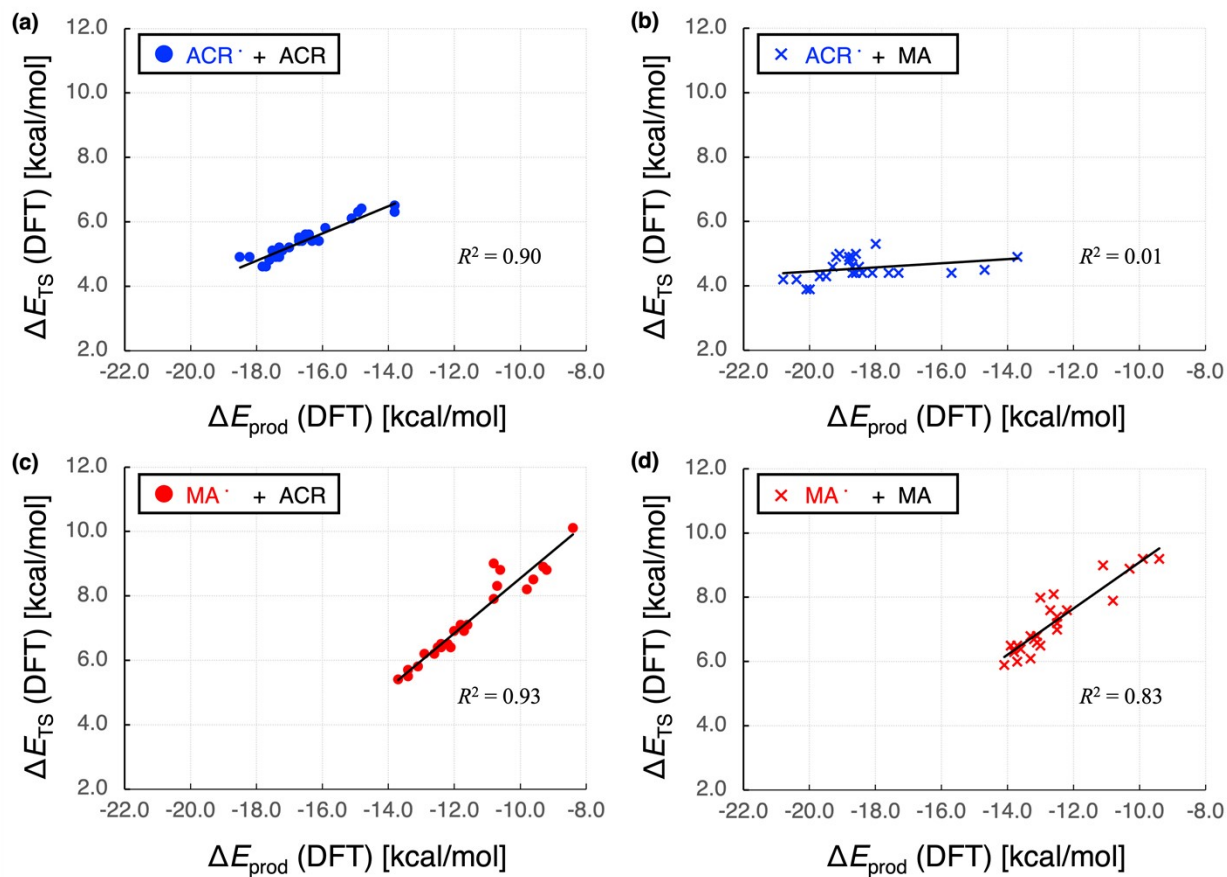 (a)
ACR · + ACR
12.0
10.0
8.0
6.0
4.0
2.0
ΔE_TS (DFT) [kcal/mol]
R² = 0.90
-22.0 -20.0 -18.0 -16.0 -14.0 -12.0 -10.0 -8.0
ΔE_prod (DFT) [kcal/mol]
(b)
ACR · + MA
12.0
10.0
8.0
6.0
4.0
2.0
ΔE_TS (DFT) [kcal/mol]
R² = 0.01
-22.0 -20.0 -18.0 -16.0 -14.0 -12.0 -10.0 -8.0
ΔE_prod (DFT) [kcal/mol]
(c)
MA · + ACR
12.0
10.0
8.0
6.0
4.0
2.0
ΔE_TS (DFT) [kcal/mol]
R² = 0.93
-22.0 -20.0 -18.0 -16.0 -14.0 -12.0 -10.0 -8.0
ΔE_prod (DFT) [kcal/mol]
(d)
MA · + MA
12.0
10.0
8.0
6.0
4.0
2.0
ΔE_TS (DFT) [kcal/mol]
R² = 0.83
-22.0 -20.0 -18.0 -16.0 -14.0 -12.0 -10.0 -8.0
ΔE_prod (DFT) [kcal/mol]